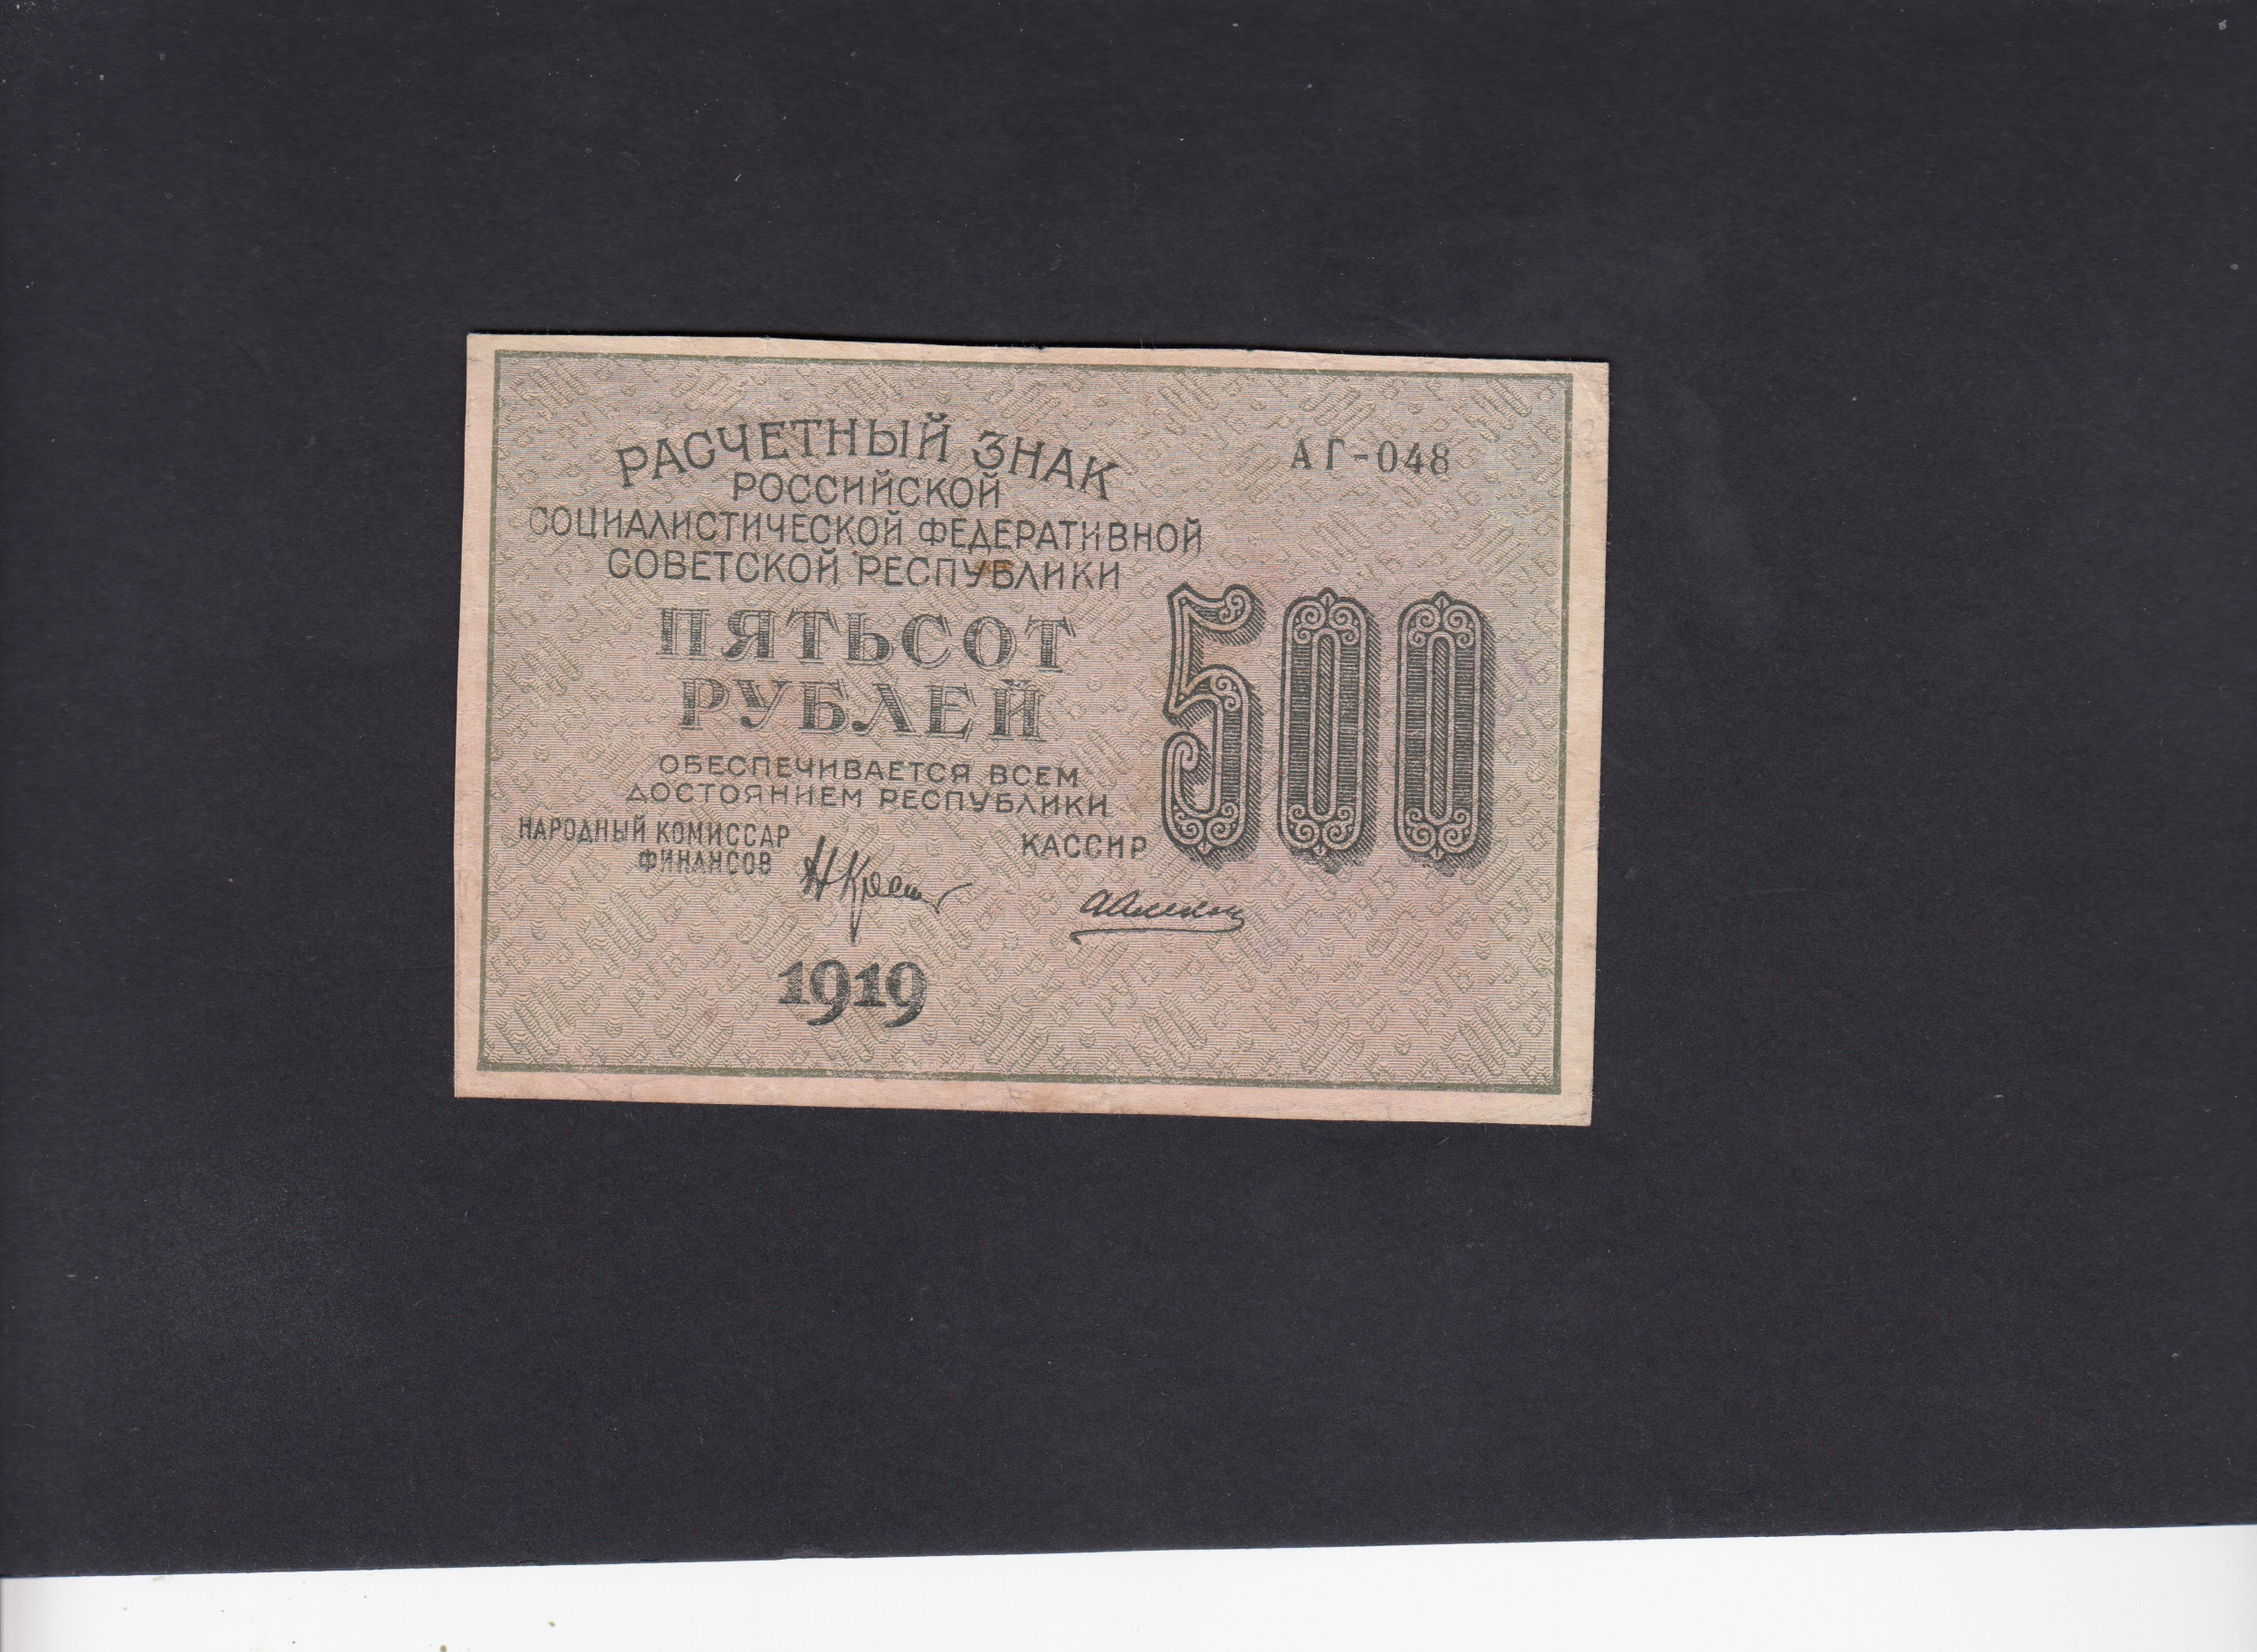 РАСЧЕТНЫЙ ЗНАК
АГ-048
РОССИЙСКОЙ
СОЦИАЛИСТИЧЕСКОЙ ФЕДЕРАТИВНОЙ
СОВЕТСКОЙ РЕСПУБЛИКИ
ПЯТЬСОТ
РУБЛЕЙ
500
ОБЕСПЕЧИВАЕТСЯ ВСЕМ
ДОСТОЯНИЕМ РЕСПУБЛИКИ
НАРОДНЫЙ КОМИССАР
ФИНАНСОВ
КАССИР
1919